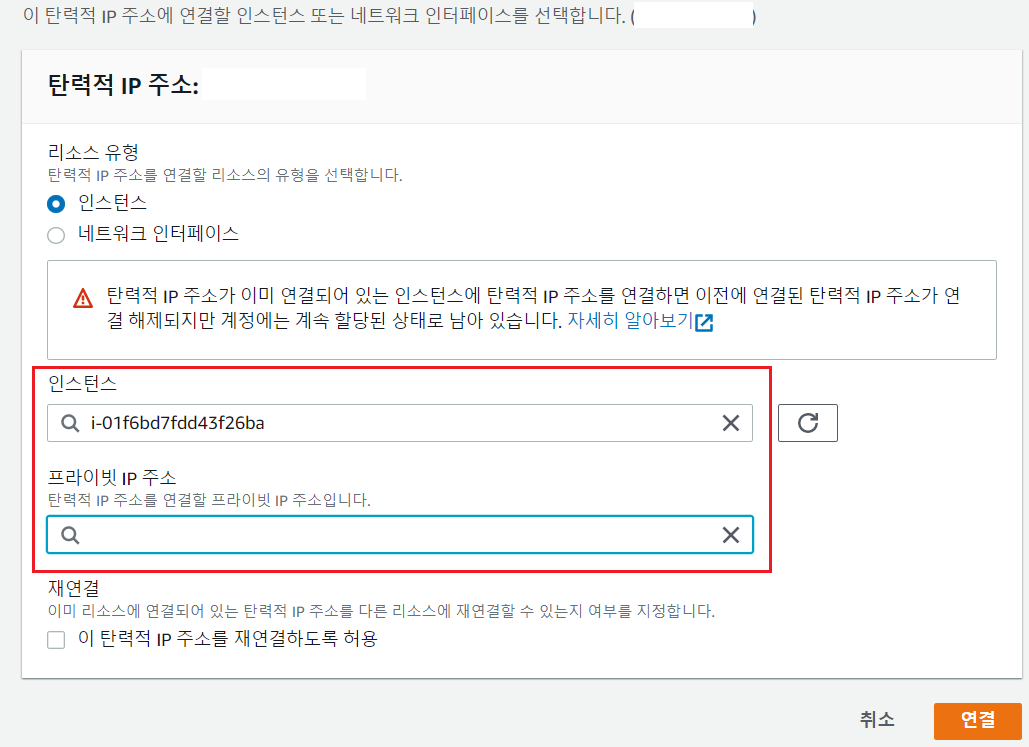 이 탄력적 IP 주소에 연결할 인스턴스 또는 네트워크 인터페이스를 선택합니다. ( )
탄력적 IP 주소:
리소스 유형
탄력적 IP 주소를 연결할 리소스의 유형을 선택합니다.
인스턴스
네트워크 인터페이스
탄력적 IP 주소가 이미 연결되어 있는 인스턴스에 탄력적 IP 주소를 연결하면 이전에 연결된 탄력적 IP 주소가 연
결 해제되지만 계정에는 계속 할당된 상태로 남아 있습니다. 자세히 알아보기
인스턴스
i-01f6bd7fdd43f26ba
프라이빗 IP 주소
탄력적 IP 주소를 연결할 프라이빗 IP 주소입니다.
재연결
이미 리소스에 연결되어 있는 탄력적 IP 주소를 다른 리소스에 재연결할 수 있는지 여부를 지정합니다.
이 탄력적 IP 주소를 재연결하도록 허용
취소
연결